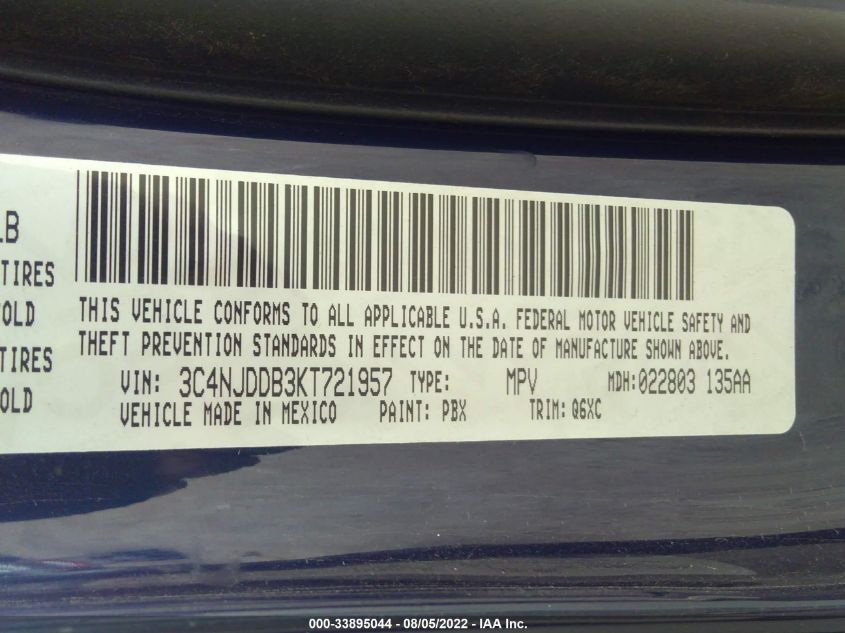 LB
TIRES
OLD
TIRES
OLD
THIS VEHICLE CONFORMS TO ALL APPLICABLE U.S.A. FEDERAL MOTOR VEHICLE SAFETY AND
THEFT PREVENTION STANDARDS IN EFFECT ON THE DATE OF MANUFACTURE SHOWN ABOVE.
VIN: 3C4NJDDB3KT721957 TYPE: MPV MDH:022803 135AA
VEHICLE MADE IN MEXICO PAINT: PBX TRIM: Q6XC
000-33895044 - 08/05/2022 - IAA Inc.